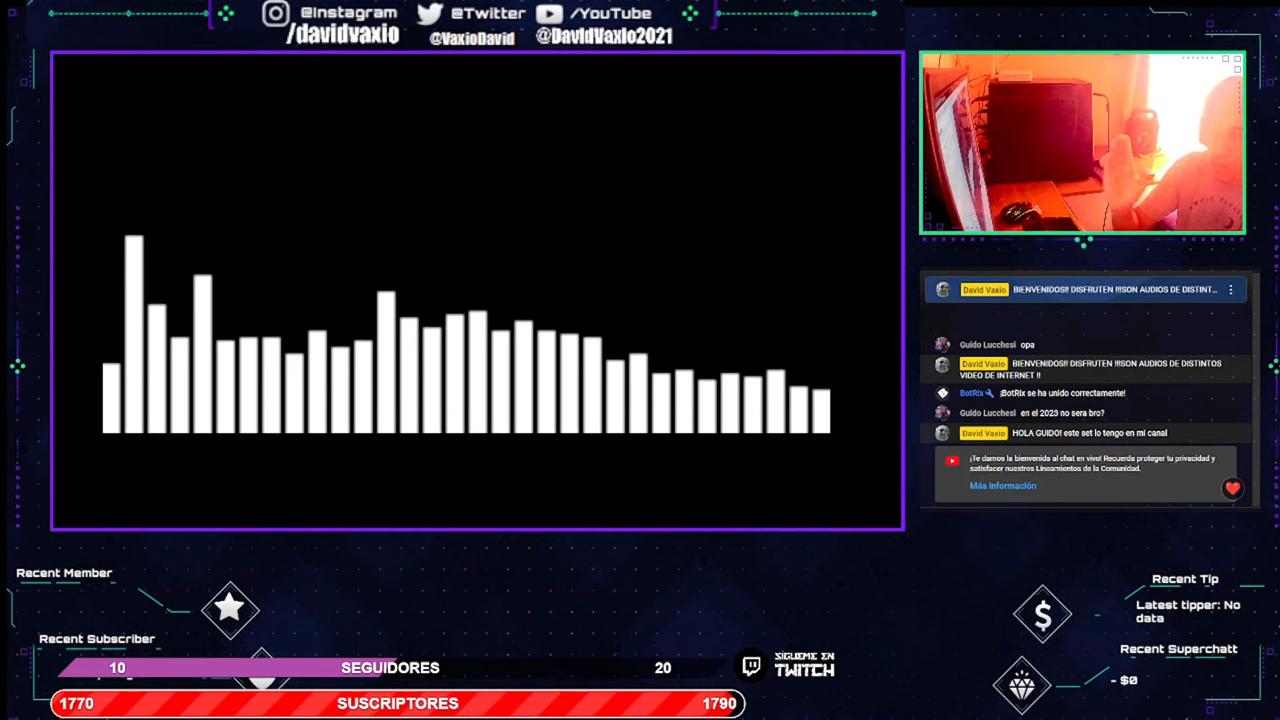 @Instagram
/davidvaxio
@Twitter
@VaxioDavid
/YouTube
@DavidVaxio2021
David Vaxio BIENVENIDOS!! DISFRUTEN !!!SON AUDIOS DE DISTINT...
Guido Lucchesi opa
David Vaxio BIENVENIDOS!! DISFRUTEN !!!SON AUDIOS DE DISTINTOS
VIDEO DE INTERNET !!
BotRix ¡BotRix se ha unido correctamente!
Guido Lucchesi en el 2023 no sera bro?
David Vaxio HOLA GUIDO! este set lo tengo en mi canal
¡Te damos la bienvenida al chat en vivo! Recuerda proteger tu privacidad y
satisfacer nuestros Lineamientos de la Comunidad.
Más información
Recent Member
Recent Subscriber
10 SEGUIDORES 20
1770 SUSCRIPTORES 1790
SÍGUEME EN
TWITCH
Recent Tip
Latest tipper: No
data
Recent Superchatt
- $0